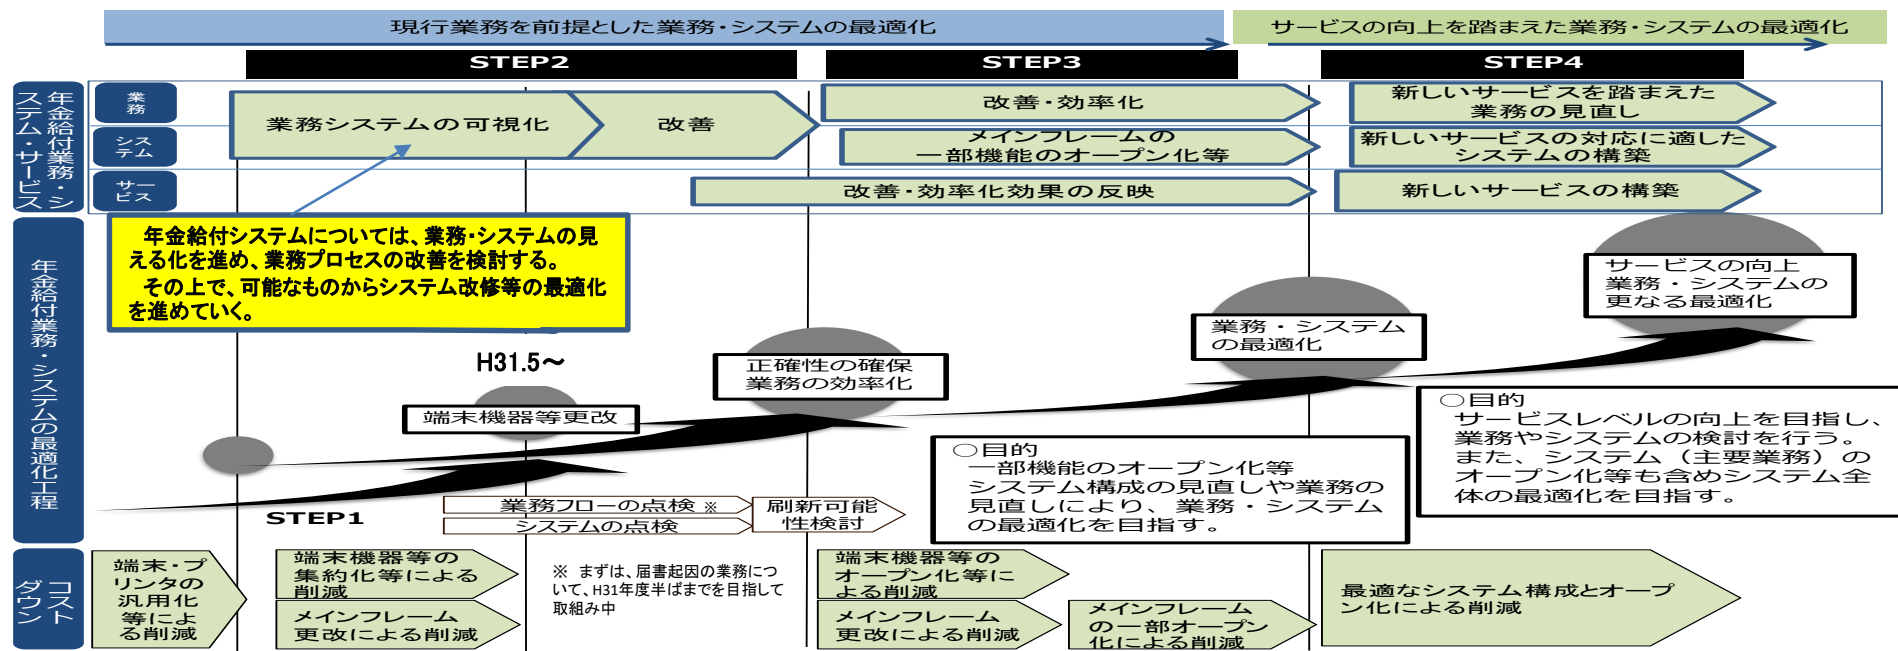 現行業務を前提とした業務・システムの最適化
サービスの向上を踏まえた業務・システムの最適化
STEP2
STEP3
STEP4
年金給付業務・シ
ステム・サービス
業
務
シス
テム
サー
ビス
業務システムの可視化
改善
改善・効率化
メインフレームの
一部機能のオープン化等
改善・効率化効果の反映
新しいサービスを踏まえた
業務の見直し
新しいサービスの対応に適した
システムの構築
新しいサービスの構築
年金給付システムについては、業務・システムの見
える化を進め、業務プロセスの改善を検討する。
その上で、可能なものからシステム改修等の最適化
を進めていく。
年金給付業務・システムの最適化工程
H31.5～
端末機器等更改
正確性の確保
業務の効率化
業務・システム
の最適化
サービスの向上
業務・システムの
更なる最適化
STEP1
業務フローの点検 ※
システムの点検
刷新可能
性検討
○目的
一部機能のオープン化等
システム構成の見直しや業務の
見直しにより、業務・システム
の最適化を目指す。
○目的
サービスレベルの向上を目指し、
業務やシステムの検討を行う。
また、システム（主要業務）の
オープン化等も含めシステム全
体の最適化を目指す。
コスト
ダウン
端末・プ
リンタの
汎用化
等によ
る削減
端末機器等の
集約化等による
削減
メインフレーム
更改による削減
※ まずは、届書起因の業務につ
いて、H31年度半ばまでを目指して
取組み中
端末機器等の
オープン化等に
よる削減
メインフレーム
更改による削減
メインフレーム
の一部オープン
化による削減
最適なシステム構成とオープ
ン化による削減